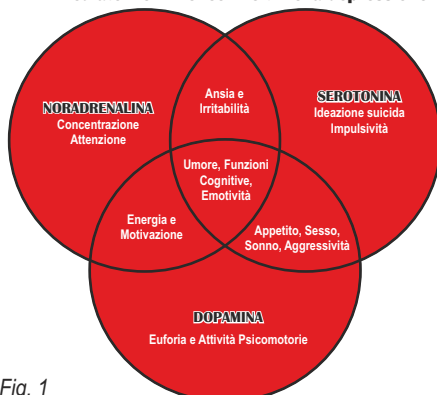 Ansia e
Irritabilità
NORADRENALINA
Concentrazione
Attenzione
SEROTONINA
Ideazione suicida
Impulsività
Umore, Funzioni
Cognitive,
Emotività
Energia e
Motivazione
Appetito, Sesso,
Sonno, Aggressività
DOPAMINA
Euforia e Attività Psicomotorie
Fig. 1